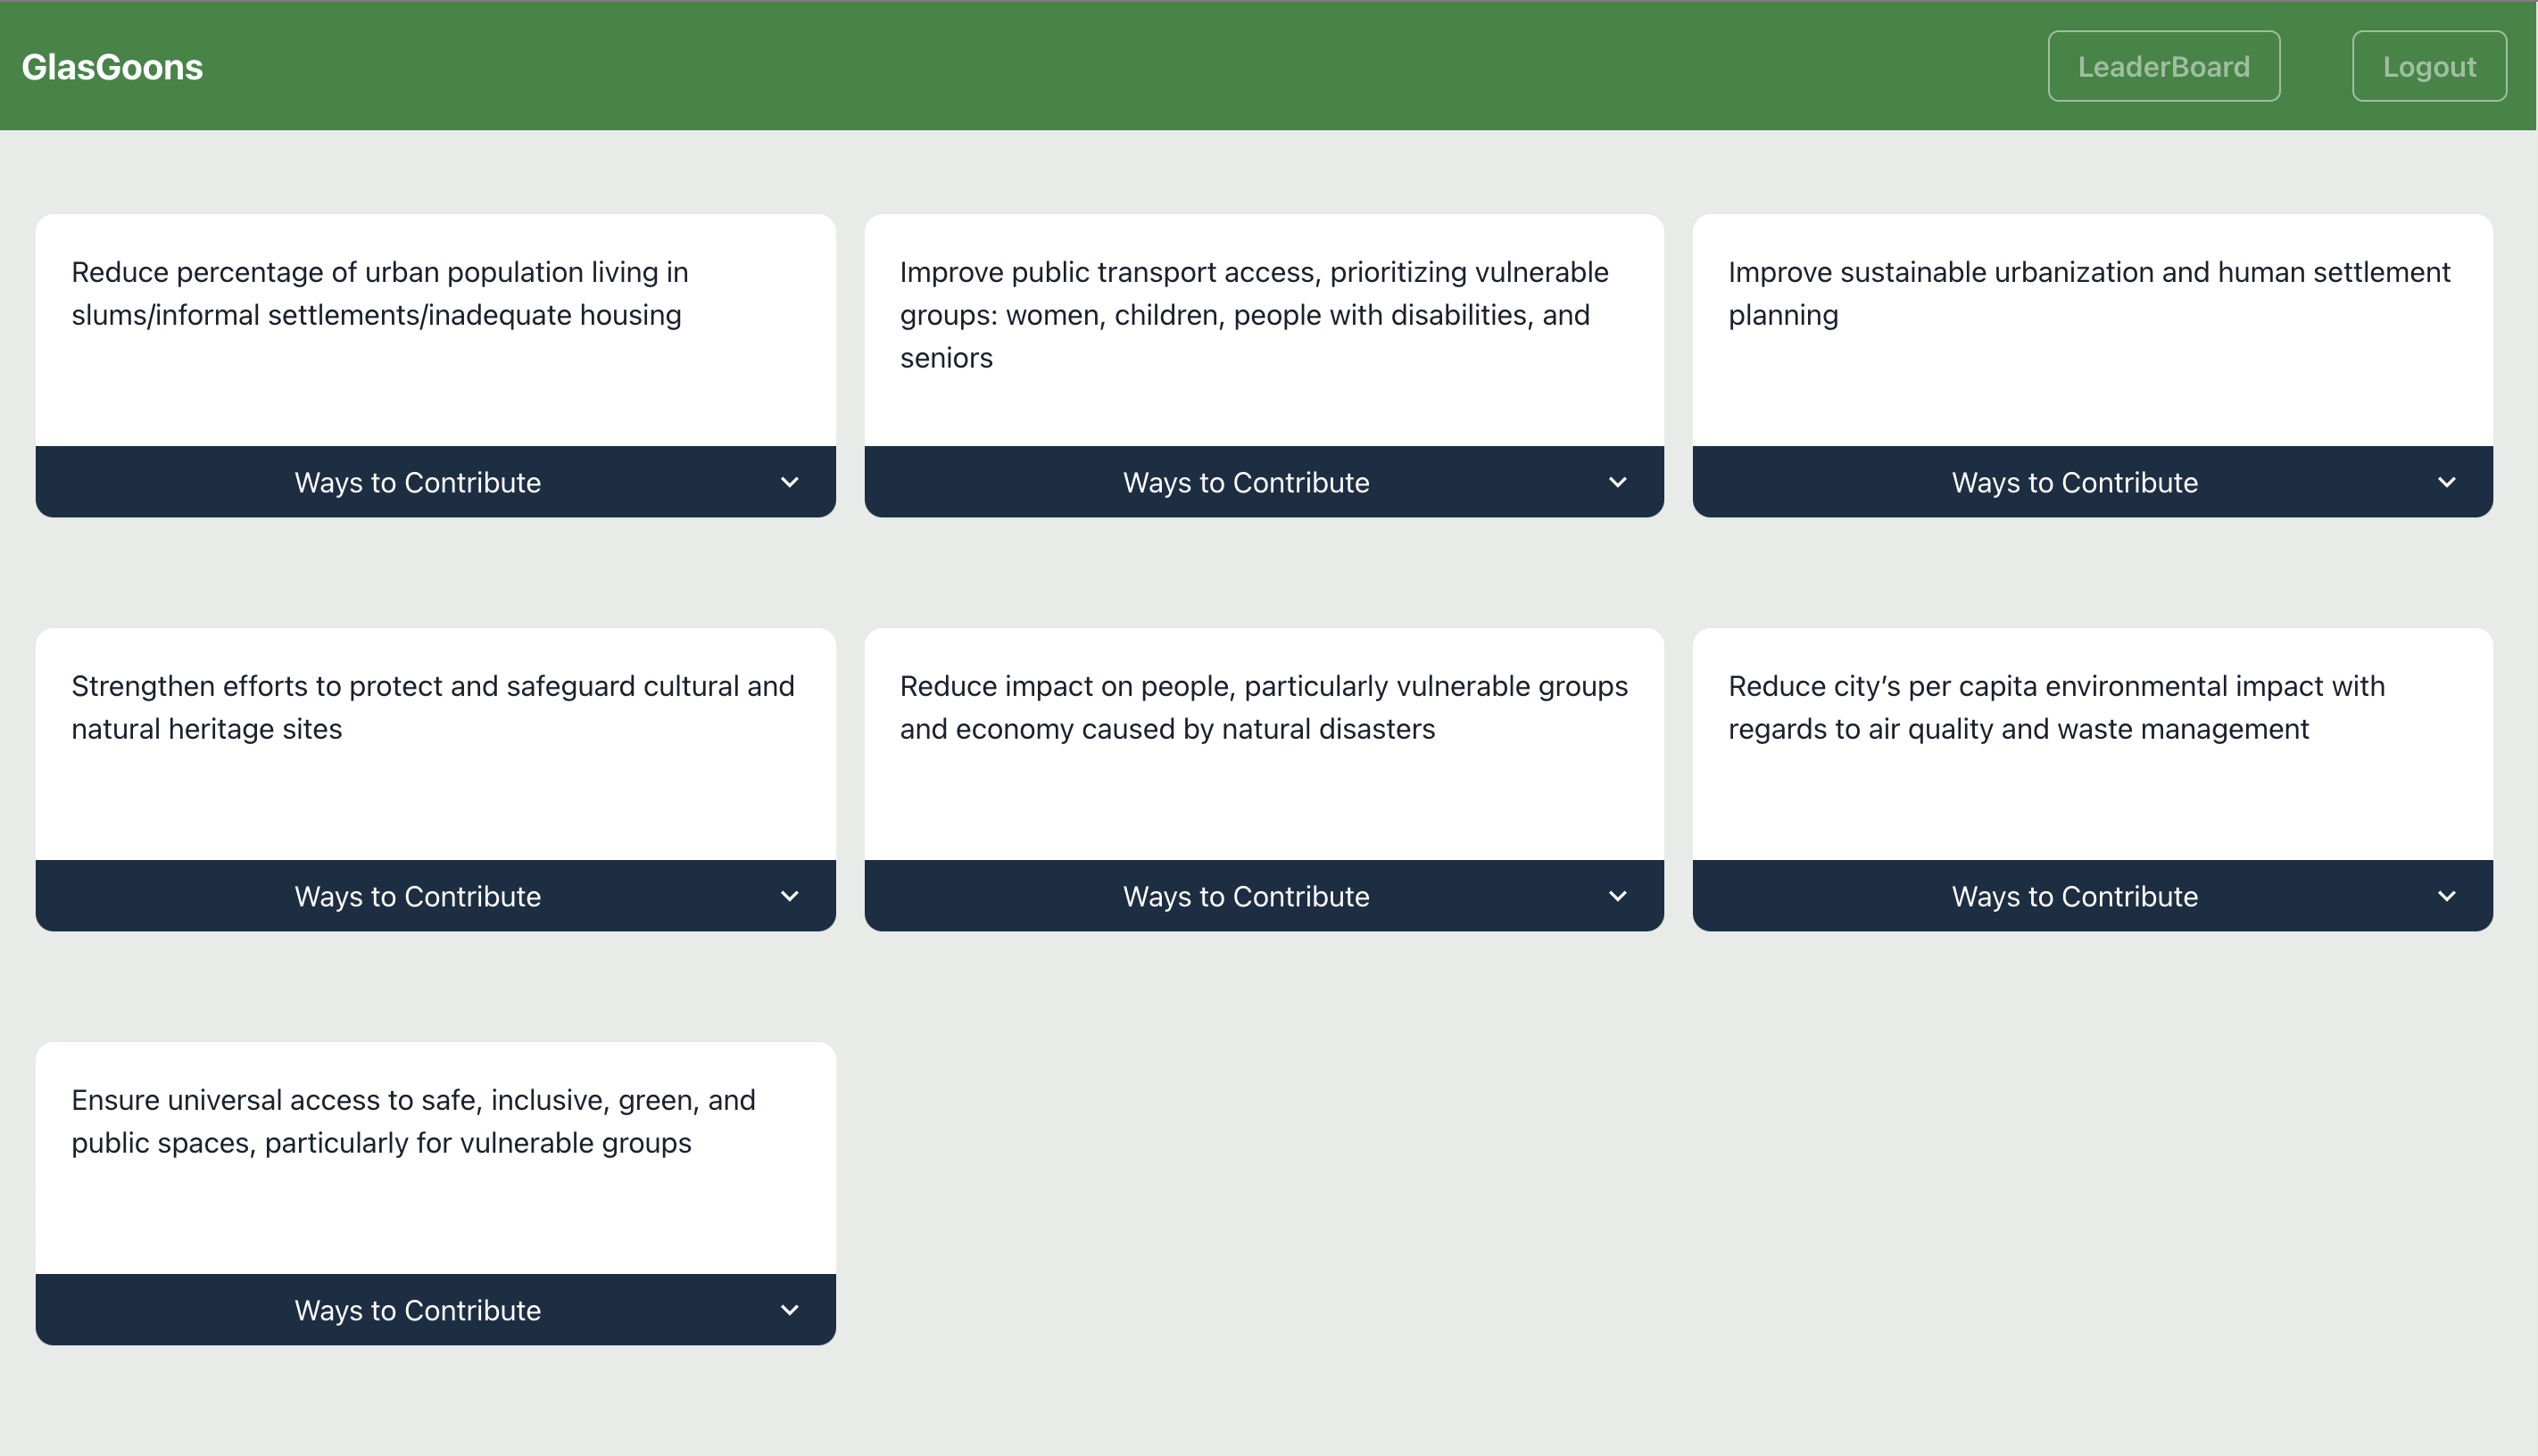 GlasGoons
LeaderBoard
Logout
Reduce percentage of urban population living in
slums/informal settlements/inadequate housing
Ways to Contribute
Improve public transport access, prioritizing vulnerable
groups: women, children, people with disabilities, and
seniors
Ways to Contribute
Improve sustainable urbanization and human settlement
planning
Ways to Contribute
Strengthen efforts to protect and safeguard cultural and
natural heritage sites
Ways to Contribute
Reduce impact on people, particularly vulnerable groups
and economy caused by natural disasters
Ways to Contribute
Reduce city’s per capita environmental impact with
regards to air quality and waste management
Ways to Contribute
Ensure universal access to safe, inclusive, green, and
public spaces, particularly for vulnerable groups
Ways to Contribute